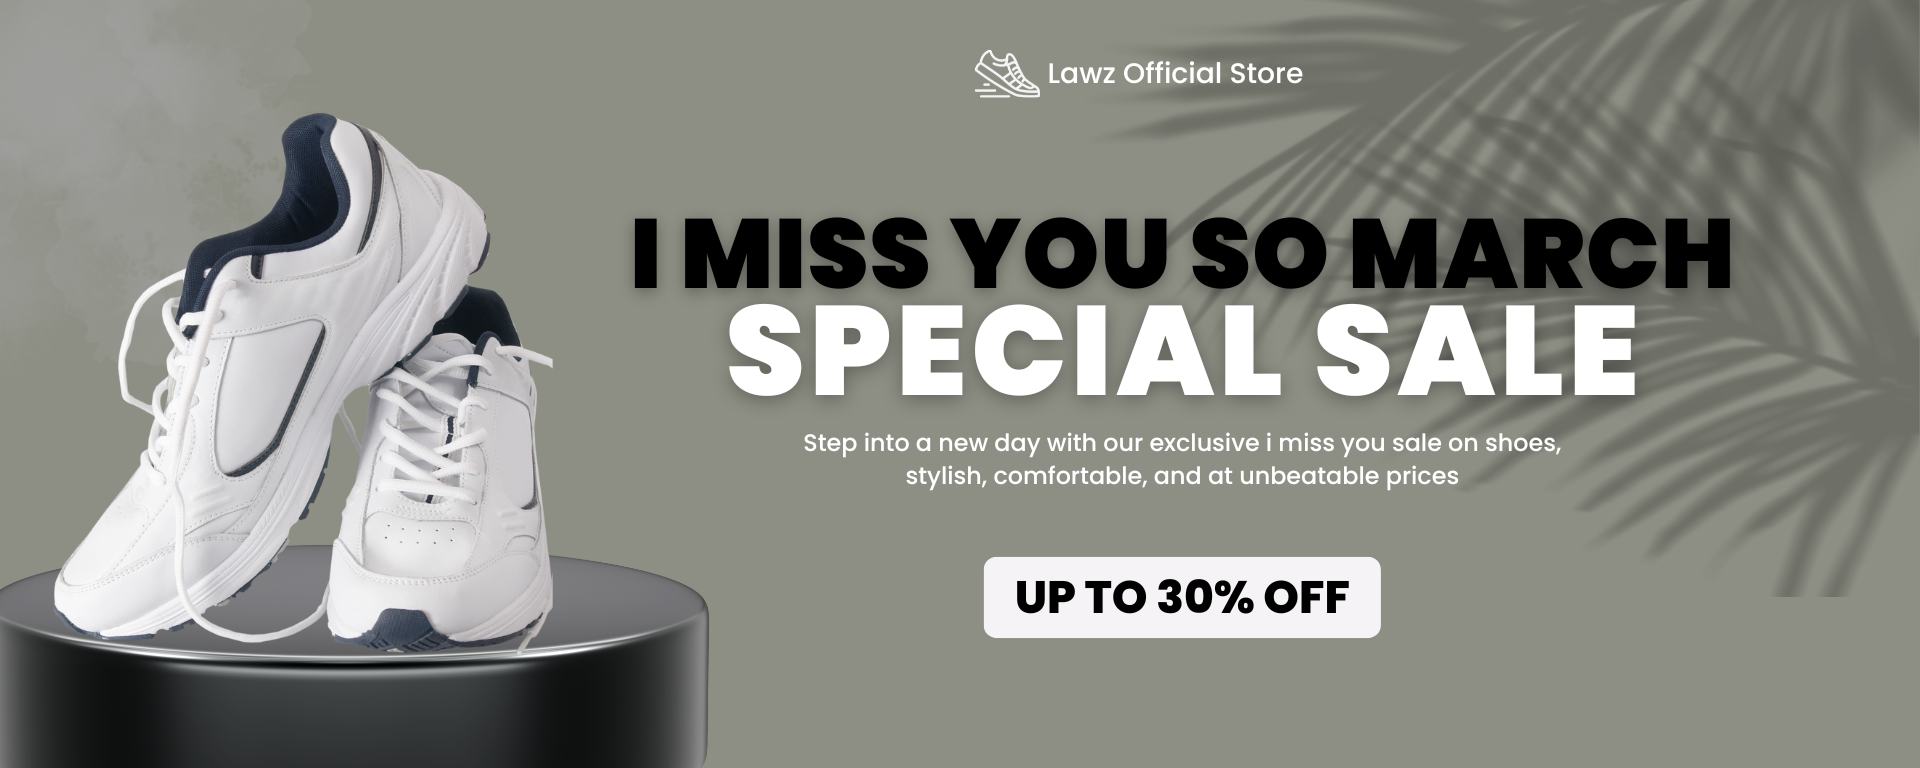 Lawz Official Store
I MISS YOU SO MARCH
SPECIAL SALE
Step into a new day with our exclusive i miss you sale on shoes,
stylish, comfortable, and at unbeatable prices
UP TO 30% OFF